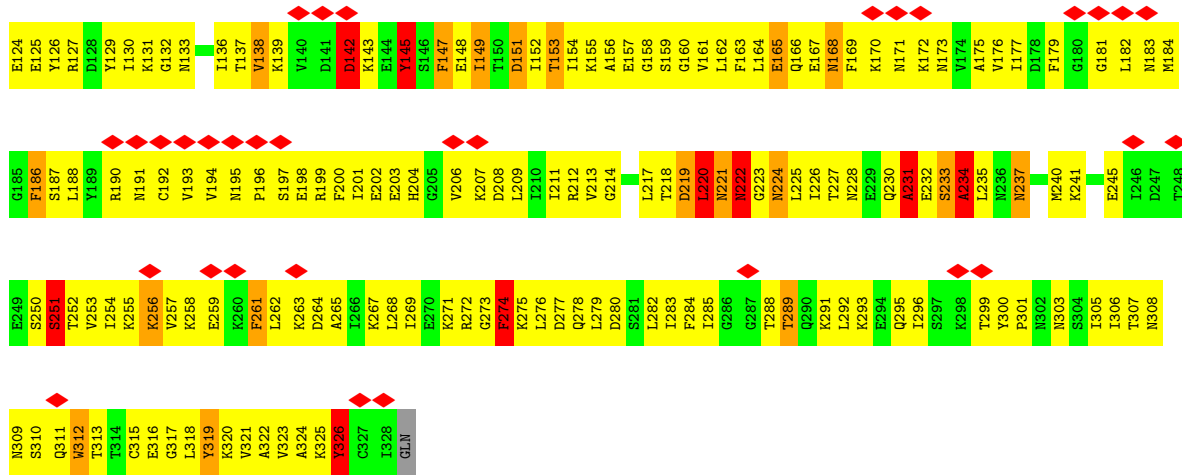 E124 E125 Y126 R127 D128 Y129 I130 K131 G132 N133 I136 T137 V138 K139 V140 D141 D142 K143 E144 Y145 S146 F147 E148 I149 T150 D151 I152 T153 I154 K155 A156 E157 G158 S159 G160 V161 L162 F163 L164 E165 Q166 E167 N168 F169 K170 N171 K172 N173 V174 A175 V176 I177 D178 F179 G180 G181 L182 N183 M184
G185 F186 S187 L188 Y189 R190 N191 C192 V193 V194 N195 P196 S197 E198 R199 F200 I201 E202 E203 H204 G205 V206 K207 D208 L209 I210 I211 R212 V213 G214 L217 T218 D219 L220 N221 N222 G223 N224 L225 I226 T227 N228 E229 Q230 A231 E232 S233 A234 L235 N236 N237 M240 K241 E245 I246 D247 T248
E249 S250 S251 T252 V253 I254 K255 K256 V257 K258 E259 K260 F261 L262 K263 D264 A265 I266 K267 L268 I269 E270 K271 R272 G273 F274 K275 L276 D277 Q278 L279 D280 S281 L282 I283 F284 I285 G286 G287 T288 T289 Q290 K291 L292 K293 E294 Q295 I296 S297 K298 T299 Y300 P301 N302 N303 S304 I305 I306 T307 N308
N309 S310 Q311 W312 T313 T314 C315 E316 G317 L318 Y319 K320 V321 A322 V323 A324 K325 Y326 C327 I328 GLN